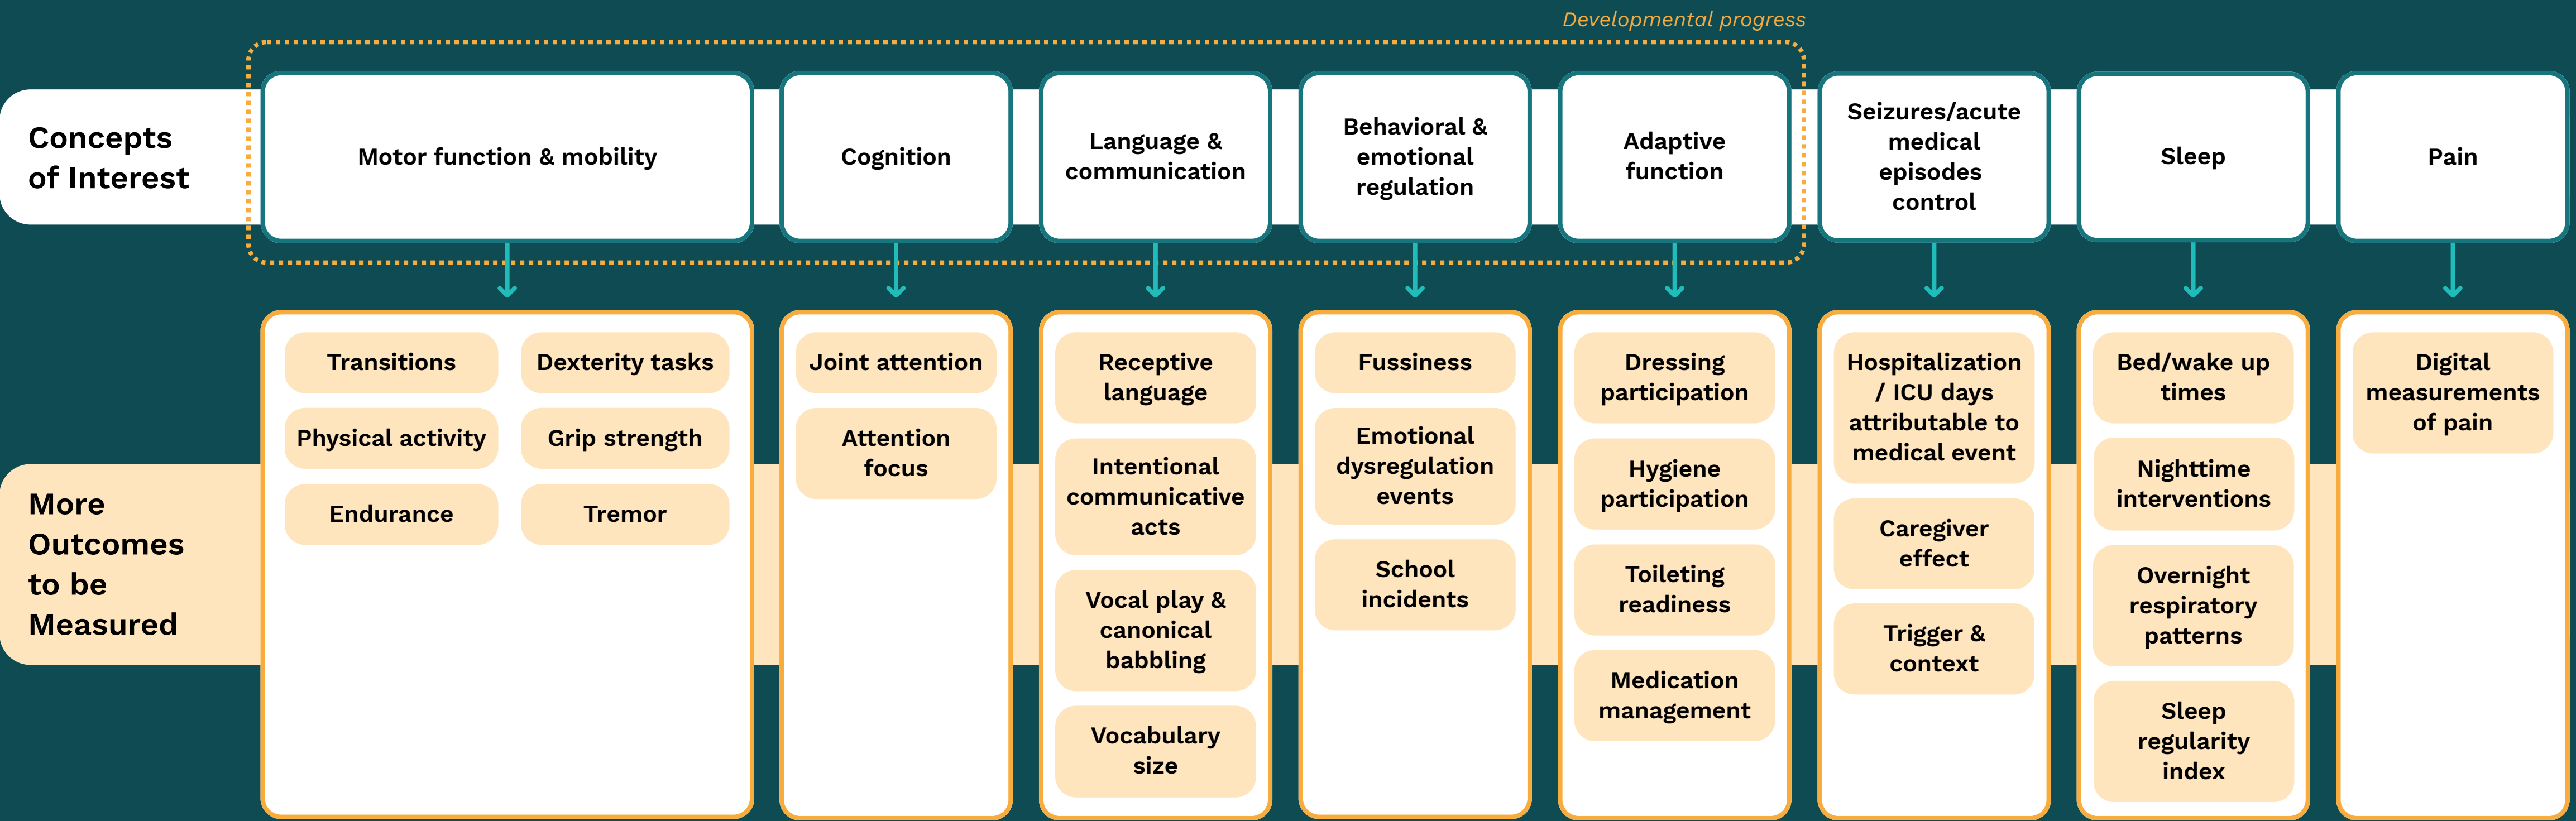 Developmental progress
Concepts
of Interest
Motor function & mobility
Cognition
Language &
communication
Behavioral &
emotional
regulation
Adaptive
function
Seizures/acute
medical
episodes
control
Sleep
Pain
More
Outcomes
to be
Measured
Transitions
Dexterity tasks
Physical activity
Grip strength
Endurance
Tremor
Joint attention
Attention
focus
Receptive
language
Intentional
communicative
acts
Vocal play &
canonical
babbling
Vocabulary
size
Fussiness
Emotional
dysregulation
events
School
incidents
Dressing
participation
Hygiene
participation
Toileting
readiness
Medication
management
Hospitalization
/ ICU days
attributable to
medical event
Caregiver
effect
Trigger &
context
Bed/wake up
times
Nighttime
interventions
Overnight
respiratory
patterns
Sleep
regularity
index
Digital
measurements
of pain